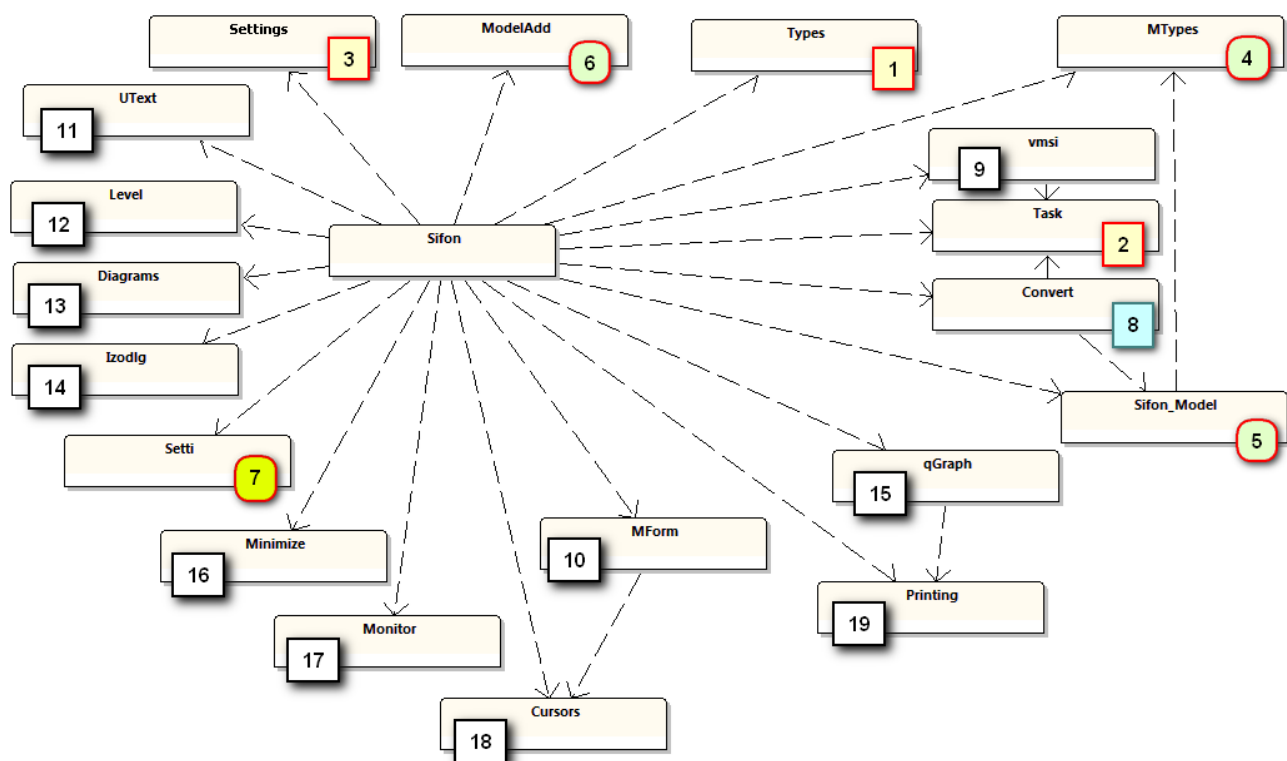 Settings
3
ModelAdd
6
Types
1
MTypes
4
UText
11
vmsi
9
Level
12
Sifon
Task
2
Diagrams
13
Convert
8
Izodlg
14
Sifon_Model
5
Setti
7
qGraph
15
Minimize
16
MForm
10
Printing
19
Monitor
17
Cursors
18